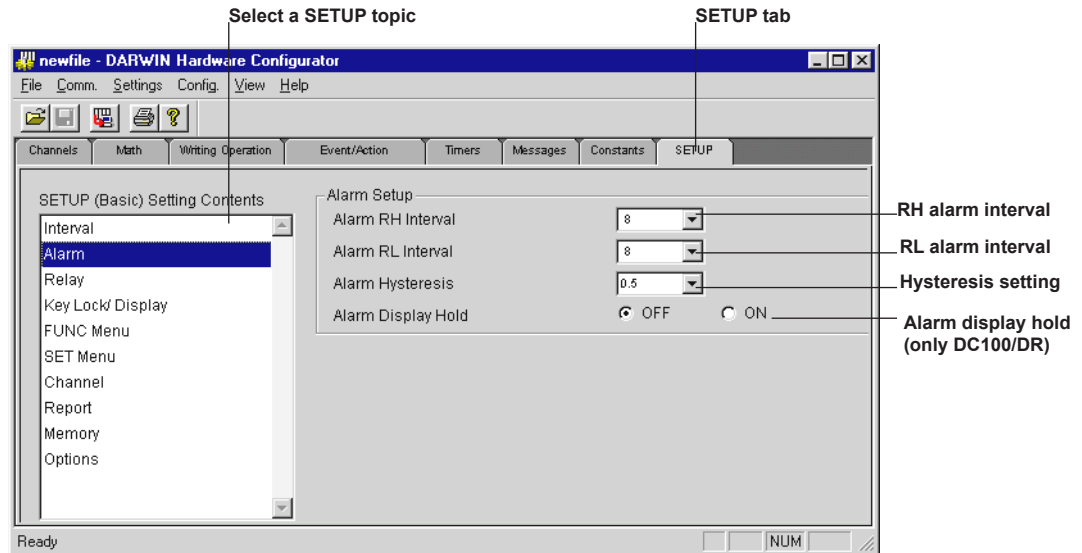 Select a SETUP topic
SETUP tab
newfile - DARWIN Hardware Configurator
File Comm. Settings Config. View Help
Channels Math Writing Operation Event/Action Timers Messages Constants SETUP
SETUP (Basic) Setting Contents
Interval
Alarm
Relay
Key Lock/ Display
FUNC Menu
SET Menu
Channel
Report
Memory
Options
Alarm Setup
Alarm RH Interval 8
Alarm RL Interval 8
Alarm Hysteresis 0.5
Alarm Display Hold OFF ON
RH alarm interval
RL alarm interval
Hysteresis setting
Alarm display hold
(only DC100/DR)
Ready NUM